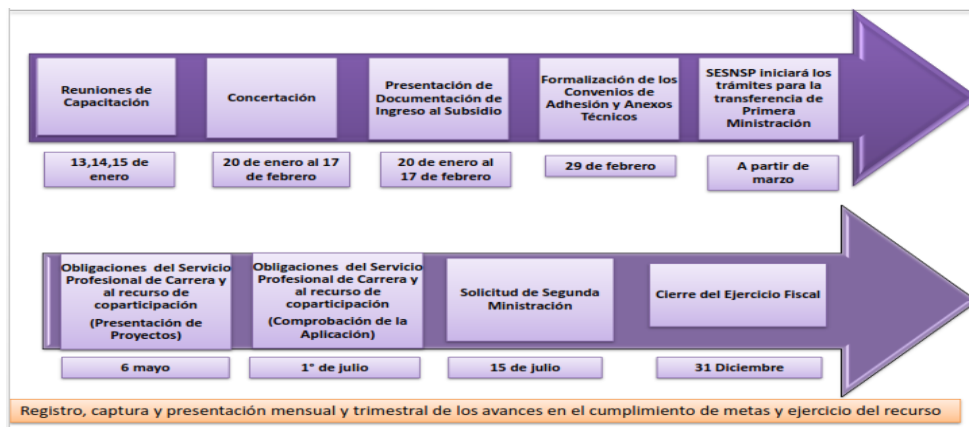 Reuniones de
Capacitación
Concertación
Presentación de
Documentación de
Ingreso al Subsidio
Formalización de los
Convenios de
Adhesión y Anexos
Técnicos
SESNSP iniciará los
trámites para la
transferencia de
Primera
Ministración
13,14,15 de
enero
20 de enero al 17
de febrero
20 de enero al
17 de febrero
29 de febrero
A partir de
marzo
Obligaciones del Servicio
Profesional de Carrera y
al recurso de
coparticipación
(Presentación de
Proyectos)
Obligaciones del Servicio
Profesional de Carrera y
al recurso de
coparticipación
(Comprobación de la
Aplicación)
Solicitud de Segunda
Ministración
Cierre del Ejercicio Fiscal
6 mayo
1° de julio
15 de julio
31 Diciembre
Registro, captura y presentación mensual y trimestral de los avances en el cumplimiento de metas y ejercicio del recurso